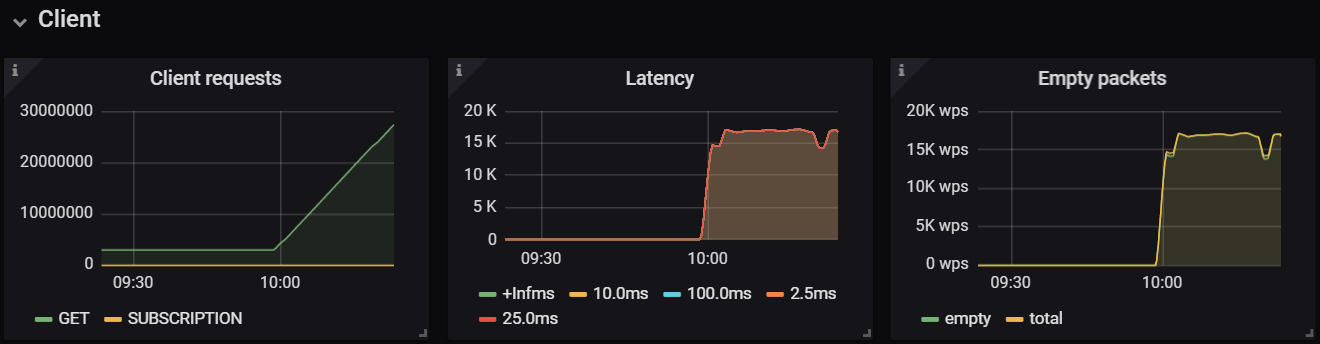 Client
Client requests
30000000
20000000
10000000
0
09:30 10:00
GET SUBSCRIPTION
Latency
20 K
15 K
10 K
5 K
0
09:30 10:00
+Infms 10.0ms 100.0ms 2.5ms
25.0ms
Empty packets
20K wps
15K wps
10K wps
5K wps
0 wps
09:30 10:00
empty total